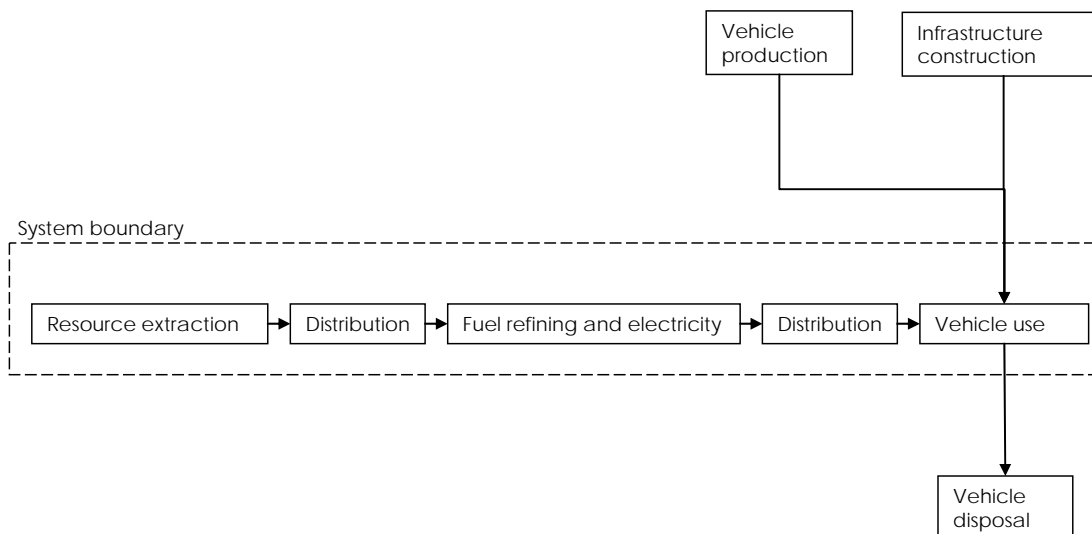 Vehicle
production
Infrastructure
construction
System boundary
Resource extraction
Distribution
Fuel refining and electricity
Distribution
Vehicle use
Vehicle
disposal